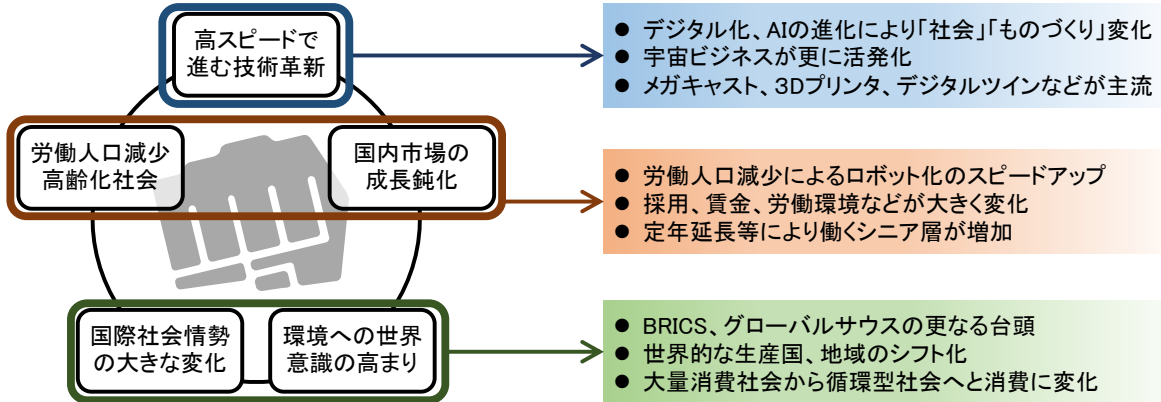 高スピードで
進む技術革新
● デジタル化、AIの進化により「社会」「ものづくり」変化
● 宇宙ビジネスが更に活発化
● メガキャスト、3Dプリンタ、デジタルツインなどが主流
労働人口減少
高齢化社会
国内市場の
成長鈍化
● 労働人口減少によるロボット化のスピードアップ
● 採用、賃金、労働環境などが大きく変化
● 定年延長等により働くシニア層が増加
国際社会情勢
の大きな変化
環境への世界
意識の高まり
● BRICS、グローバルサウスの更なる台頭
● 世界的な生産国、地域のシフト化
● 大量消費社会から循環型社会へと消費に変化